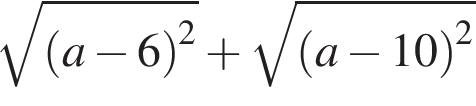 √(a − 6)² + √(a − 10)²